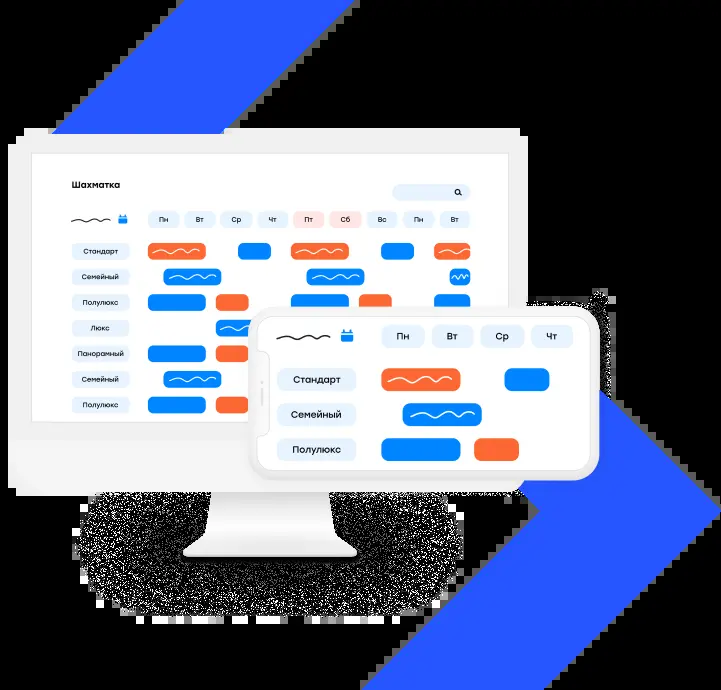 Шахматка
Пн Вт Ср Чт Пт Сб Вс Пн Вт
Стандарт
Семейный
Полулюкс
Люкс
Панорамный
Семейный
Полулюкс
Пн Вт Ср Чт
Стандарт
Семейный
Полулюкс